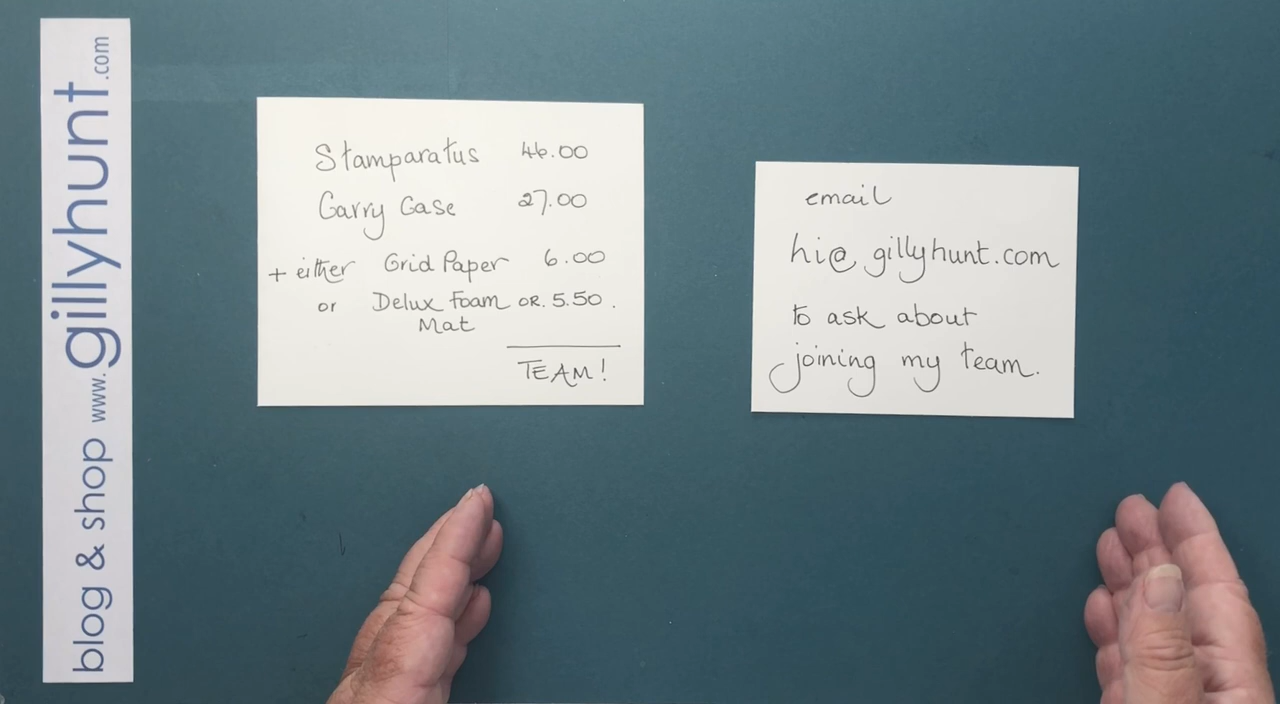 blog & shop www.gillyhunt.com
Stamparatus 46.00
Carry Case 27.00
+ either Grid Paper 6.00
or Delux Foam OR. 5.50.
Mat
TEAM!
email
hi@gillyhunt.com
to ask about
joining my team.